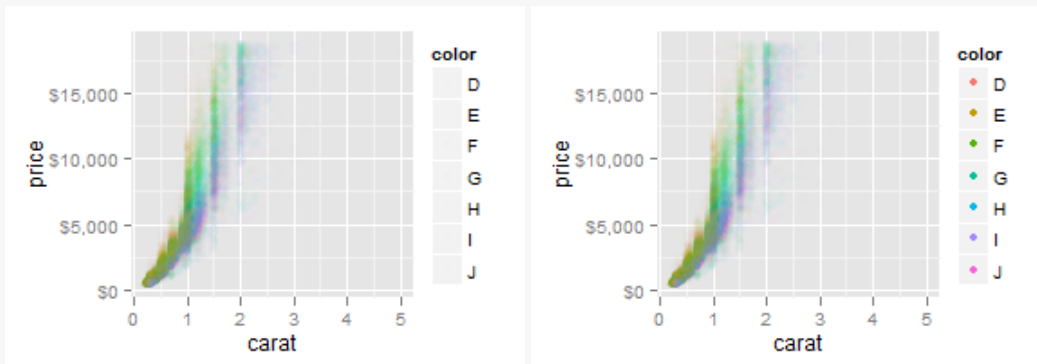 color
D
E
F
G
H
I
J
$15,000
$10,000
$5,000
$0
price
0 1 2 3 4 5
carat
color
D
E
F
G
H
I
J
$15,000
$10,000
$5,000
$0
price
0 1 2 3 4 5
carat